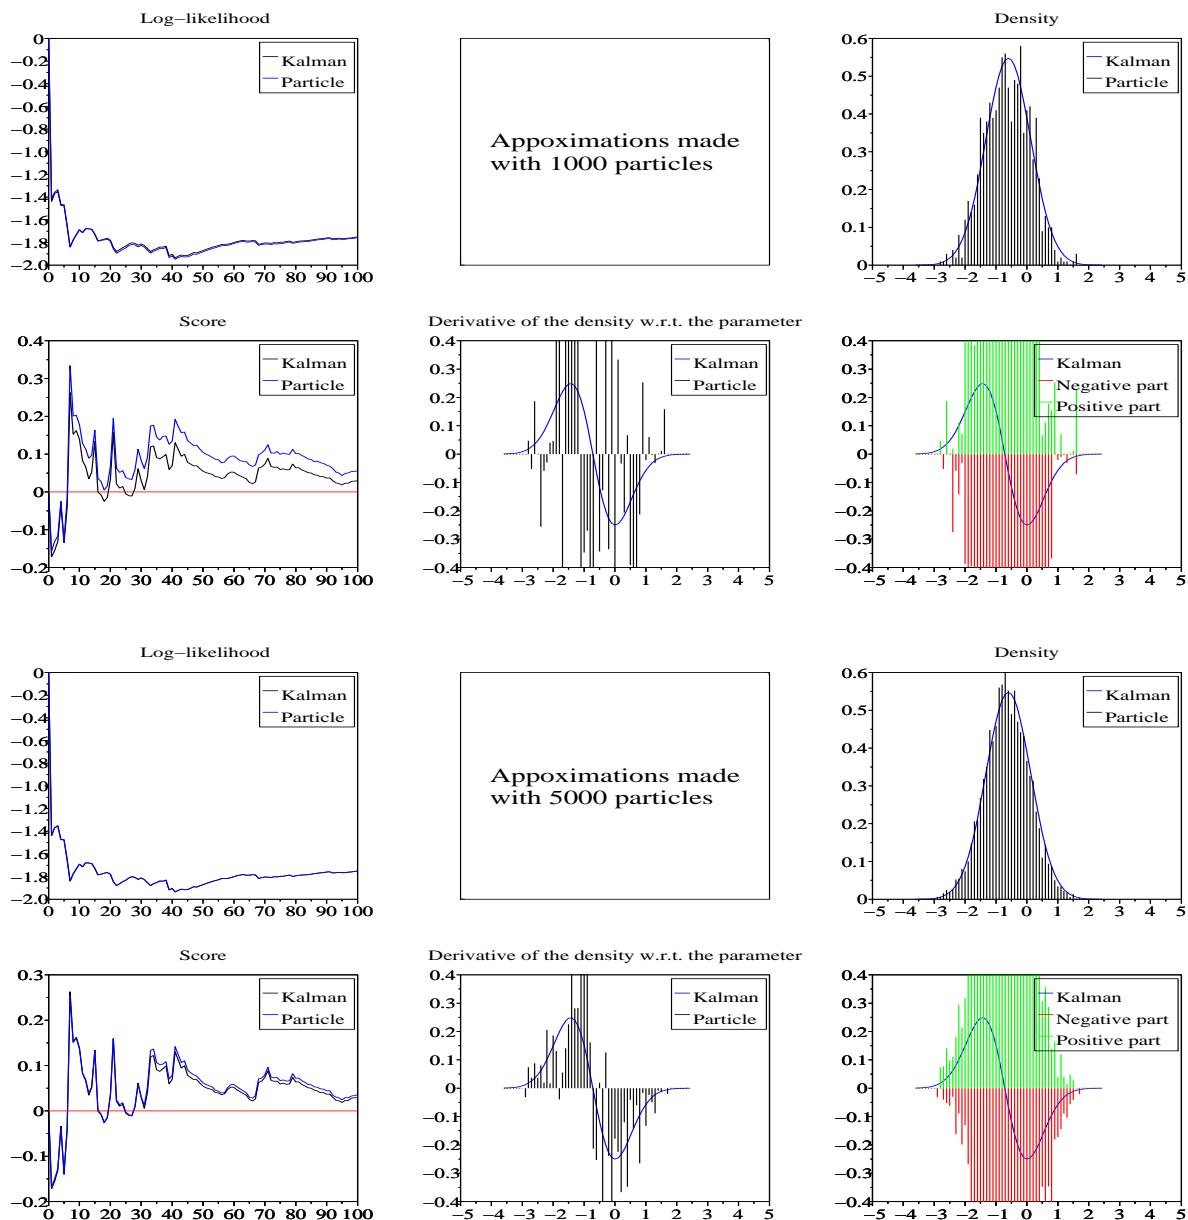 Log−likelihood
0
−0.2
−0.4
−0.6
−0.8
−1.0
−1.2
−1.4
−1.6
−1.8
−2.0
0 10 20 30 40 50 60 70 80 90 100
Kalman
Particle
Appoximations made
with 1000 particles
Density
0.6
0.5
0.4
0.3
0.2
0.1
0
−5 −4 −3 −2 −1 0 1 2 3 4 5
Kalman
Particle
Score
0.4
0.3
0.2
0.1
0
−0.1
−0.2
0 10 20 30 40 50 60 70 80 90 100
Kalman
Particle
Derivative of the density w.r.t. the parameter
0.4
0.3
0.2
0.1
0
−0.1
−0.2
−0.3
−0.4
−5 −4 −3 −2 −1 0 1 2 3 4 5
Kalman
Particle
0.4
0.3
0.2
0.1
0
−0.1
−0.2
−0.3
−0.4
−5 −4 −3 −2 −1 0 1 2 3 4 5
Kalman
Negative part
Positive part
Log−likelihood
0
−0.2
−0.4
−0.6
−0.8
−1.0
−1.2
−1.4
−1.6
−1.8
−2.0
0 10 20 30 40 50 60 70 80 90 100
Kalman
Particle
Appoximations made
with 5000 particles
Density
0.6
0.5
0.4
0.3
0.2
0.1
0
−5 −4 −3 −2 −1 0 1 2 3 4 5
Kalman
Particle
Score
0.3
0.2
0.1
0
−0.1
−0.2
0 10 20 30 40 50 60 70 80 90 100
Kalman
Particle
Derivative of the density w.r.t. the parameter
0.4
0.3
0.2
0.1
0
−0.1
−0.2
−0.3
−0.4
−5 −4 −3 −2 −1 0 1 2 3 4 5
Kalman
Particle
0.4
0.3
0.2
0.1
0
−0.1
−0.2
−0.3
−0.4
−5 −4 −3 −2 −1 0 1 2 3 4 5
Kalman
Negative part
Positive part